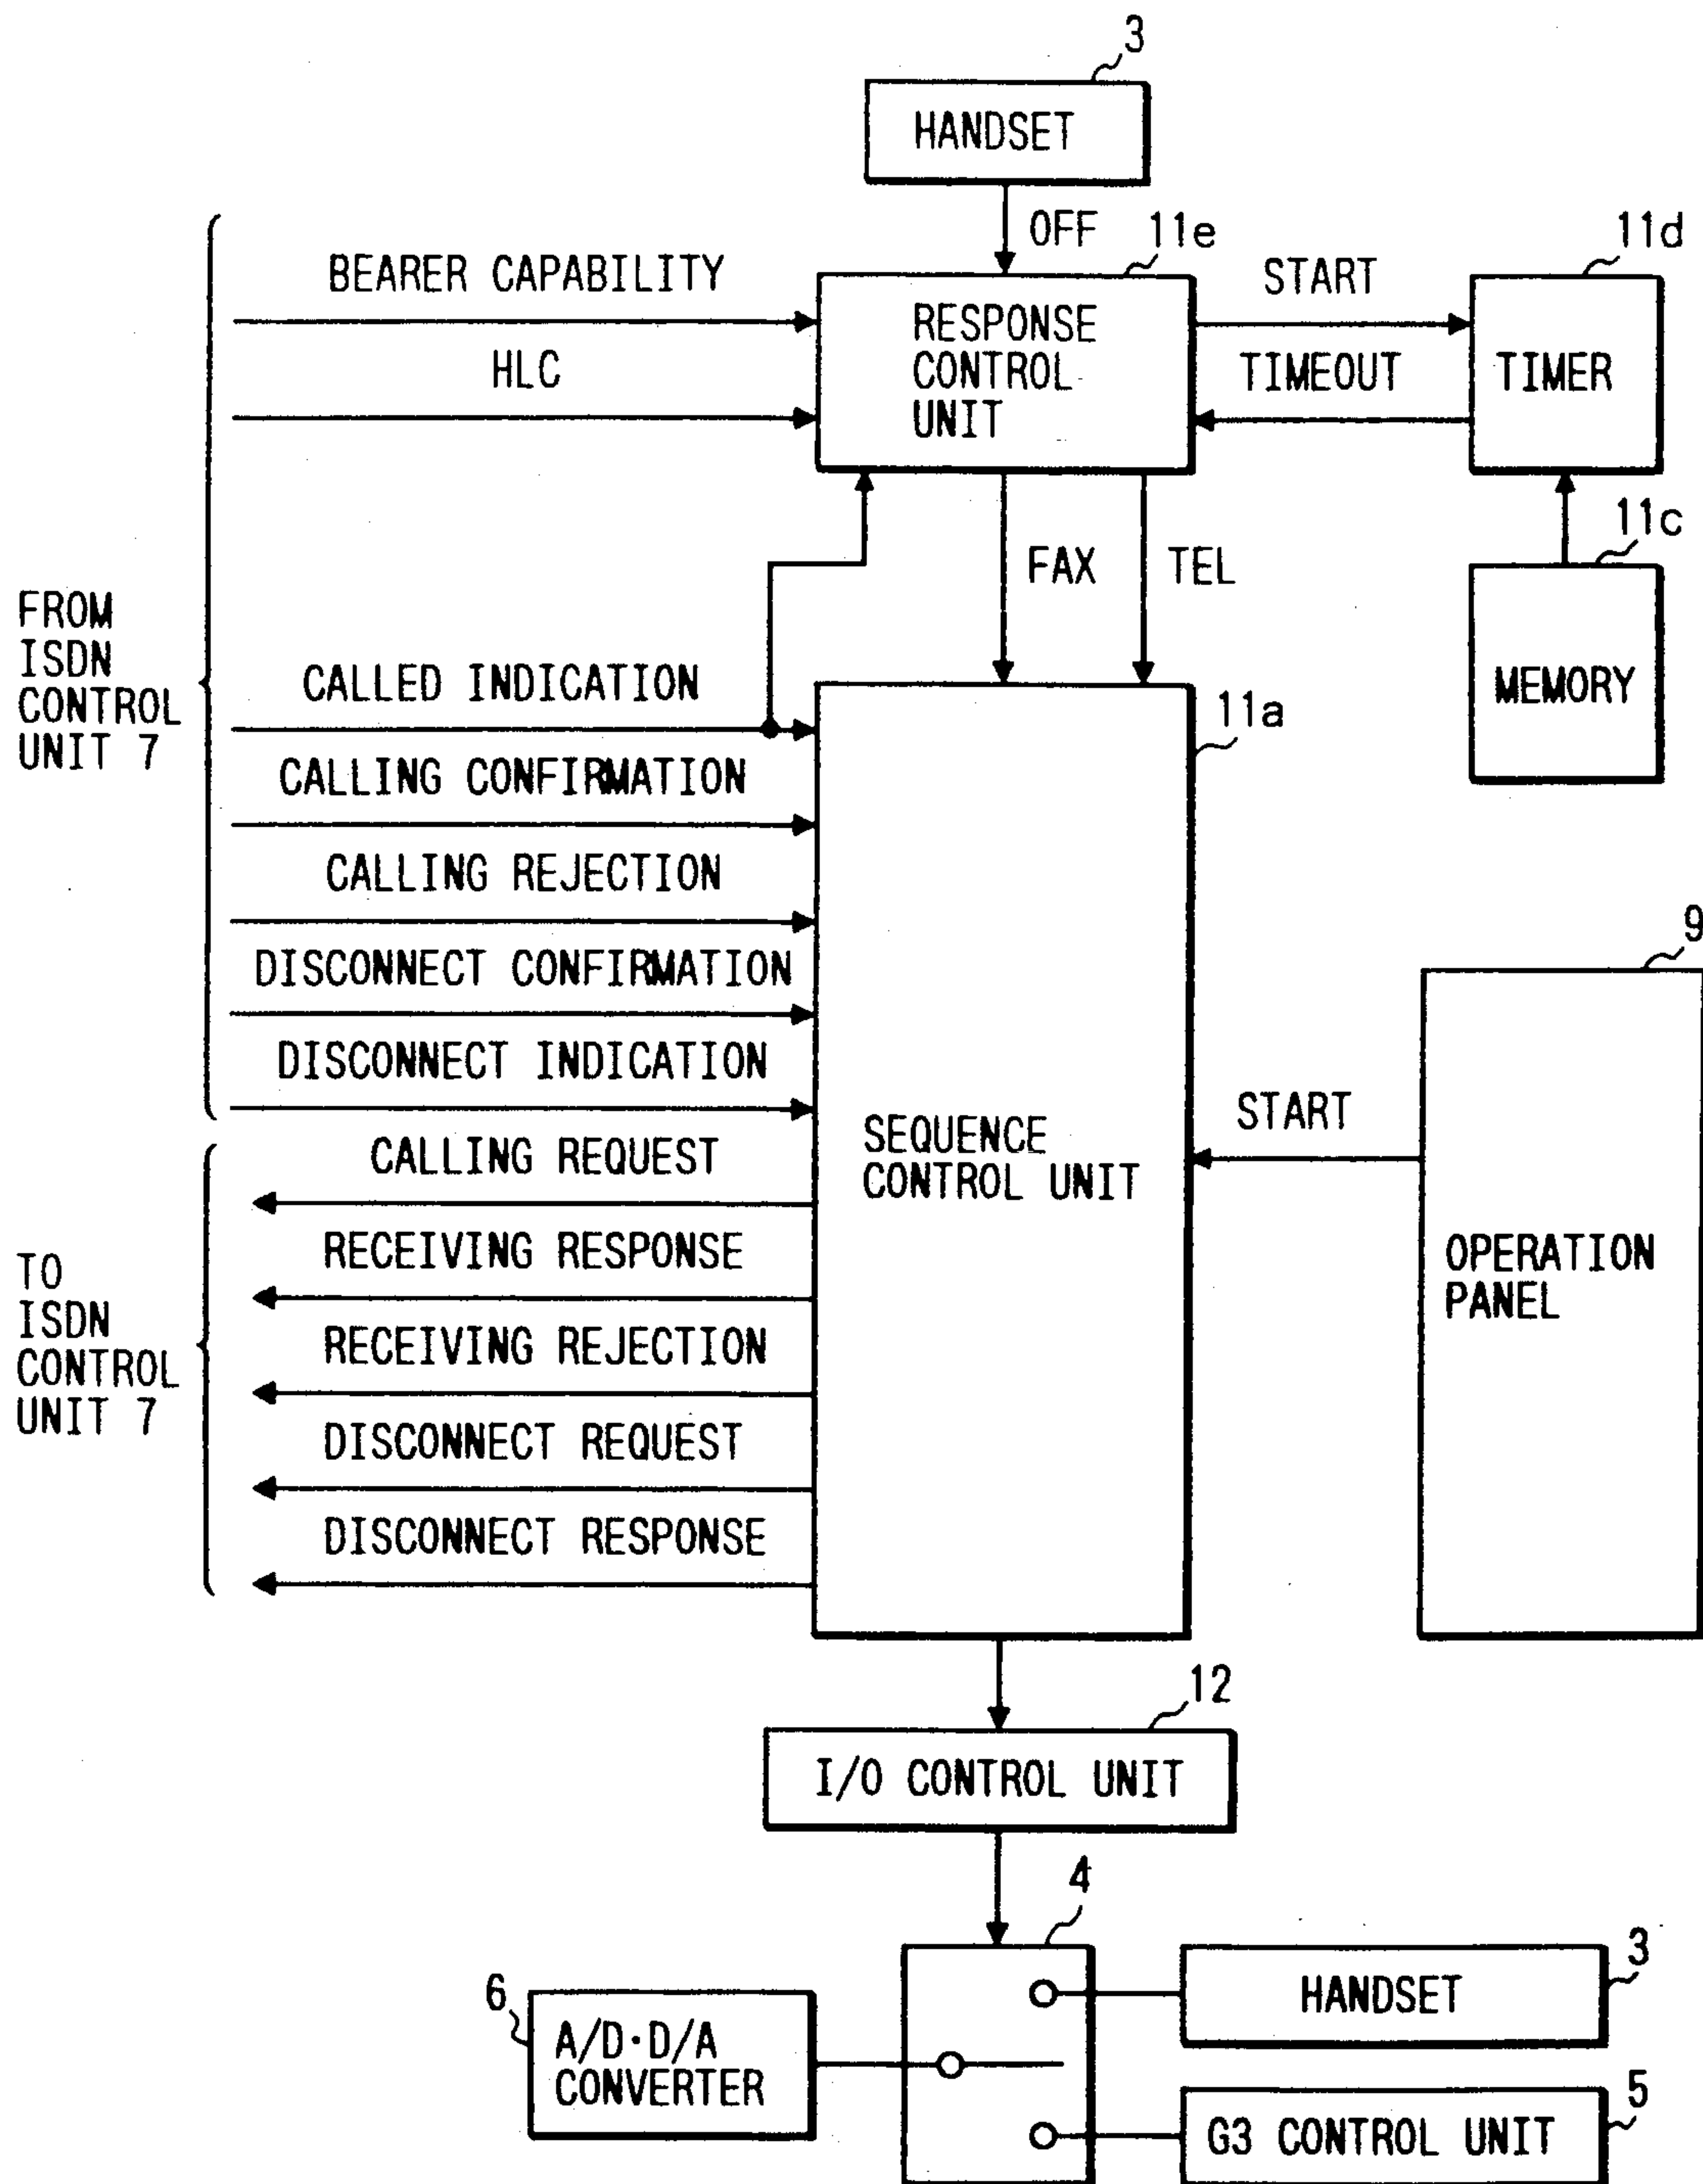 3
HANDSET
OFF
11e
11d
BEARER CAPABILITY
START
RESPONSE
CONTROL
UNIT
HLC
TIMEOUT
TIMER
11c
FAX
TEL
FROM
ISDN
CONTROL
UNIT 7
MEMORY
CALLED INDICATION
11a
CALLING CONFIRMATION
CALLING REJECTION
9
DISCONNECT CONFIRMATION
DISCONNECT INDICATION
START
SEQUENCE
CONTROL UNIT
CALLING REQUEST
OPERATION
PANEL
RECEIVING RESPONSE
TO
ISDN
CONTROL
UNIT 7
RECEIVING REJECTION
DISCONNECT REQUEST
DISCONNECT RESPONSE
12
I/O CONTROL UNIT
4
3
HANDSET
6
A/D·D/A
CONVERTER
5
G3 CONTROL UNIT